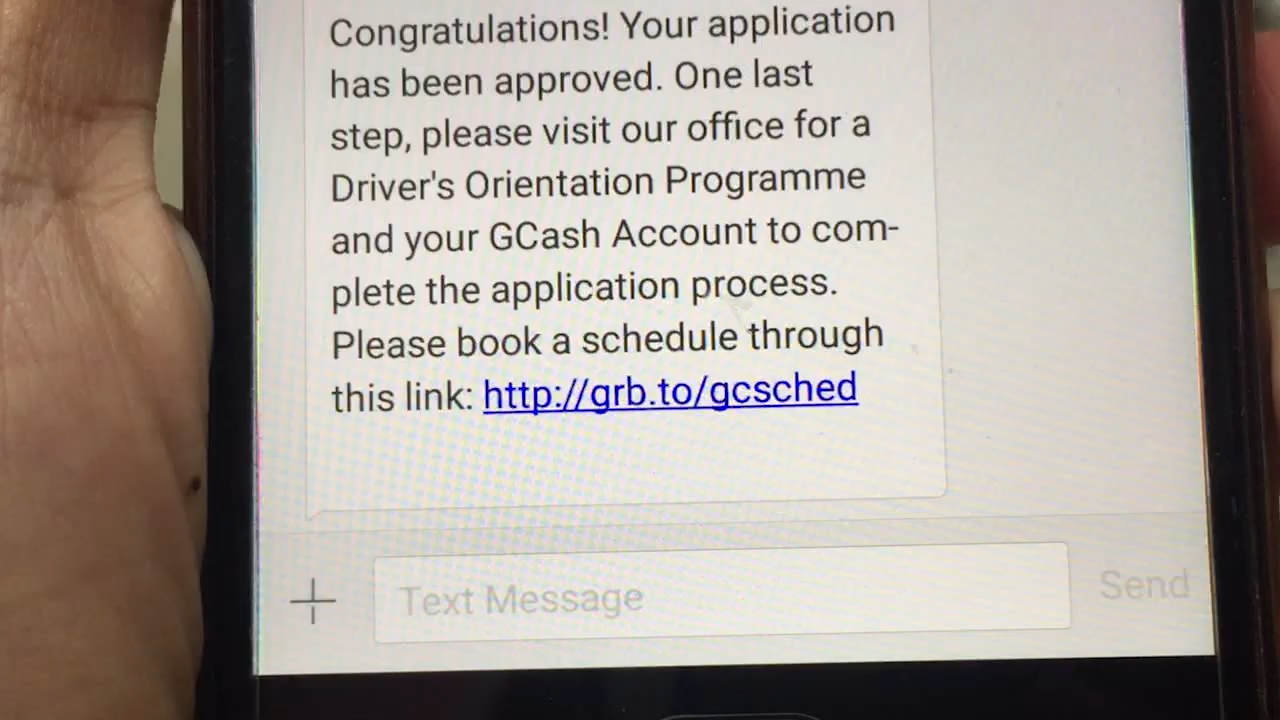 Congratulations! Your application
has been approved. One last
step, please visit our office for a
Driver's Orientation Programme
and your GCash Account to com-
plete the application process.
Please book a schedule through
this link: http://grb.to/gcsched
Text Message
Send